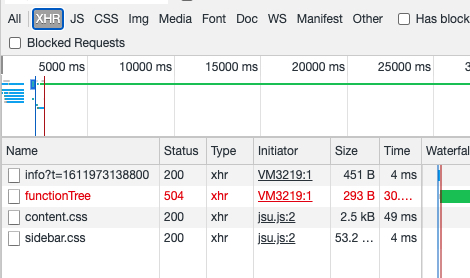 All XHR JS CSS Img Media Font Doc WS Manifest Other Has block
Blocked Requests
5000 ms 10000 ms 15000 ms 20000 ms 25000 ms
Name Status Type Initiator Size Time Waterfal
info?t=1611973138800 200 xhr VM3219:1 451 B 4 ms
functionTree 504 xhr VM3219:1 293 B 30....
content.css 200 xhr jsu.js:2 2.5 kB 49 ms
sidebar.css 200 xhr jsu.js:2 53.2 ... 4 ms